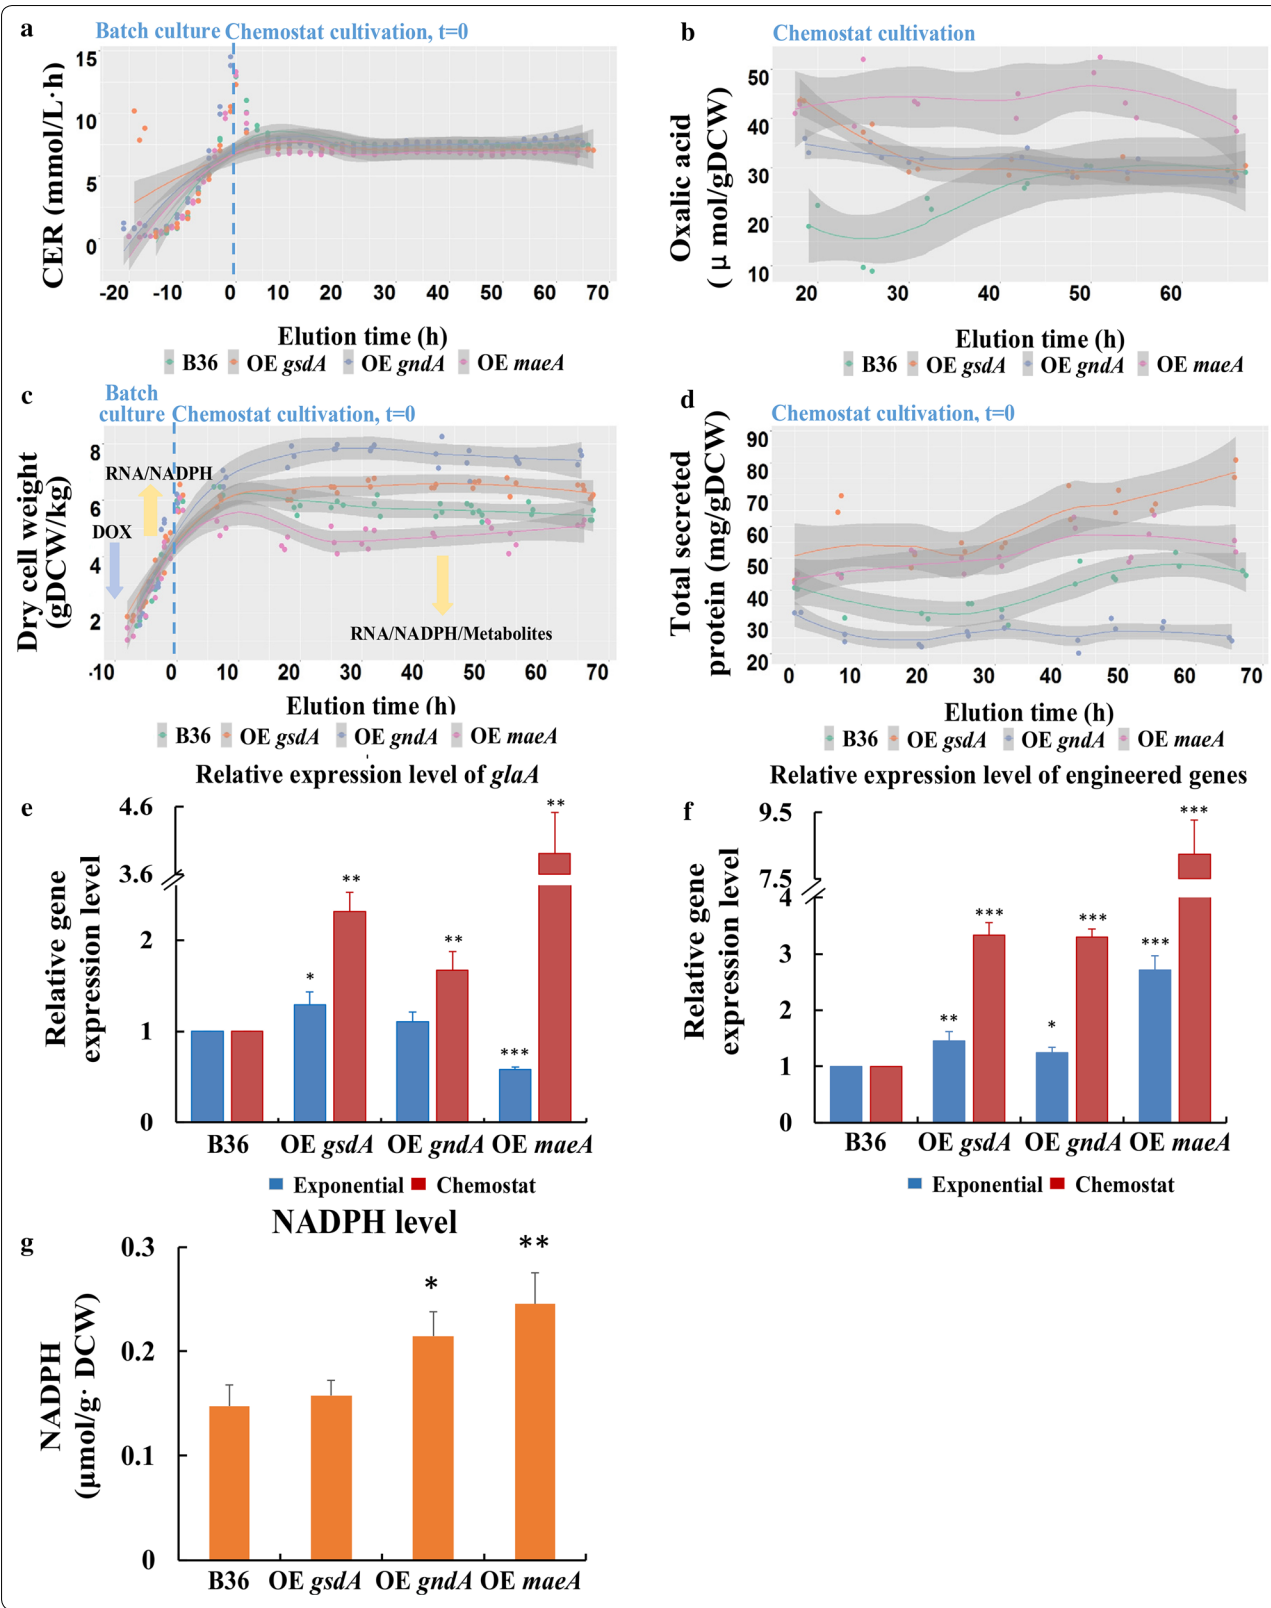 a
Batch culture Chemostat cultivation, t=0
CER (mmol/L·h)
15
10
5
0
-20 -10 0 10 20 30 40 50 60 70
Elution time (h)
B36 OE gsdA OE gndA OE maeA
b
Chemostat cultivation
Oxalic acid
( μ mol/gDCW)
50
40
30
20
10
20 30 40 50 60
Elution time (h)
B36 OE gsdA OE gndA OE maeA
c
Batch
culture Chemostat cultivation, t=0
Dry cell weight
(gDCW/kg)
8
6
4
2
RNA/NADPH
DOX
RNA/NADPH/Metabolites
-10 0 10 20 30 40 50 60 70
Elution time (h)
B36 OE gsdA OE gndA OE maeA
d
Chemostat cultivation, t=0
Total secreted
protein (mg/gDCW)
90
80
70
60
50
40
30
20
0 10 20 30 40 50 60 70
Elution time (h)
B36 OE gsdA OE gndA OE maeA
Relative expression level of glaA
e
Relative gene
expression level
4.6
3.6
2
1
0
* ** ** *** **
B36 OE gsdA OE gndA OE maeA
Exponential Chemostat
Relative expression level of engineered genes
f
Relative gene
expression level
9.5
7.5
4
3
2
1
0
** *** * *** *** ***
B36 OE gsdA OE gndA OE maeA
Exponential Chemostat
NADPH level
g
NADPH
(μmol/g· DCW)
0.3
0.2
0.1
0
* **
B36 OE gsdA OE gndA OE maeA